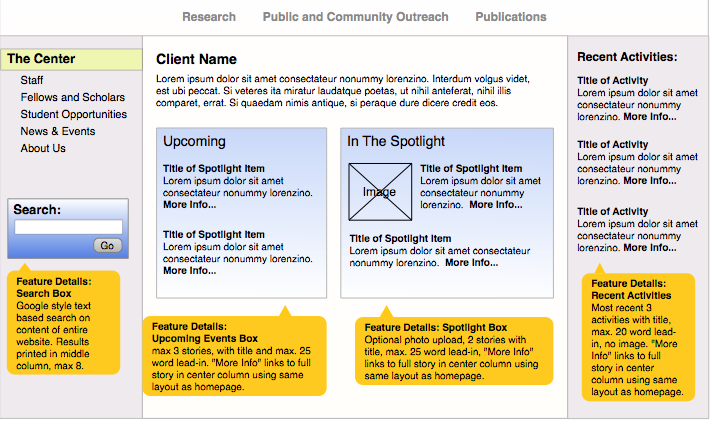 Research Public and Community Outreach Publications
The Center
Staff
Fellows and Scholars
Student Opportunities
News & Events
About Us
Search:
Go
Feature Details:
Search Box
Google style text
based search on
content of entire
website. Results
printed in middle
column, max 8.
Client Name
Lorem ipsum dolor sit amet consectateur nonummy lorenzino. Interdum volgus videt,
est ubi peccat. Si veteres ita miratur laudatque poetas, ut nihil anteferat, nihil illis
comparet, errat. Si quaedam nimis antique, si peraque dure dicere credit eos.
Upcoming
Title of Spotlight Item
Lorem ipsum dolor sit amet
consectateur nonummy lorenzino.
More Info...
Title of Spotlight Item
Lorem ipsum dolor sit amet
consectateur nonummy lorenzino.
More Info...
Feature Details:
Upcoming Events Box
max 3 stories, with title and max. 25
word lead-in, "More Info" links to full
story in center column using same
layout as homepage.
In The Spotlight
Image
Title of Spotlight Item
Lorem ipsum dolor sit amet
consectateur nonummy
lorenzino. More Info...
Title of Spotlight Item
Lorem ipsum dolor sit amet consectateur
nonummy lorenzino. More Info...
Feature Details: Spotlight Box
Optional photo upload, 2 stories with
title, max. 25 word lead-in, "More Info"
links to full story in center column using
same layout as homepage.
Recent Activities:
Title of Activity
Lorem ipsum dolor sit amet
consectateur nonummy
lorenzino. More Info...
Title of Activity
Lorem ipsum dolor sit amet
consectateur nonummy
lorenzino. More Info...
Title of Activity
Lorem ipsum dolor sit amet
consectateur nonummy
lorenzino. More Info...
Feature Details:
Recent Activities
Most recent 3
activities with title,
max. 20 word lead-
in, no image. "More
Info" links to full
story in center
column using same
layout as homepage.